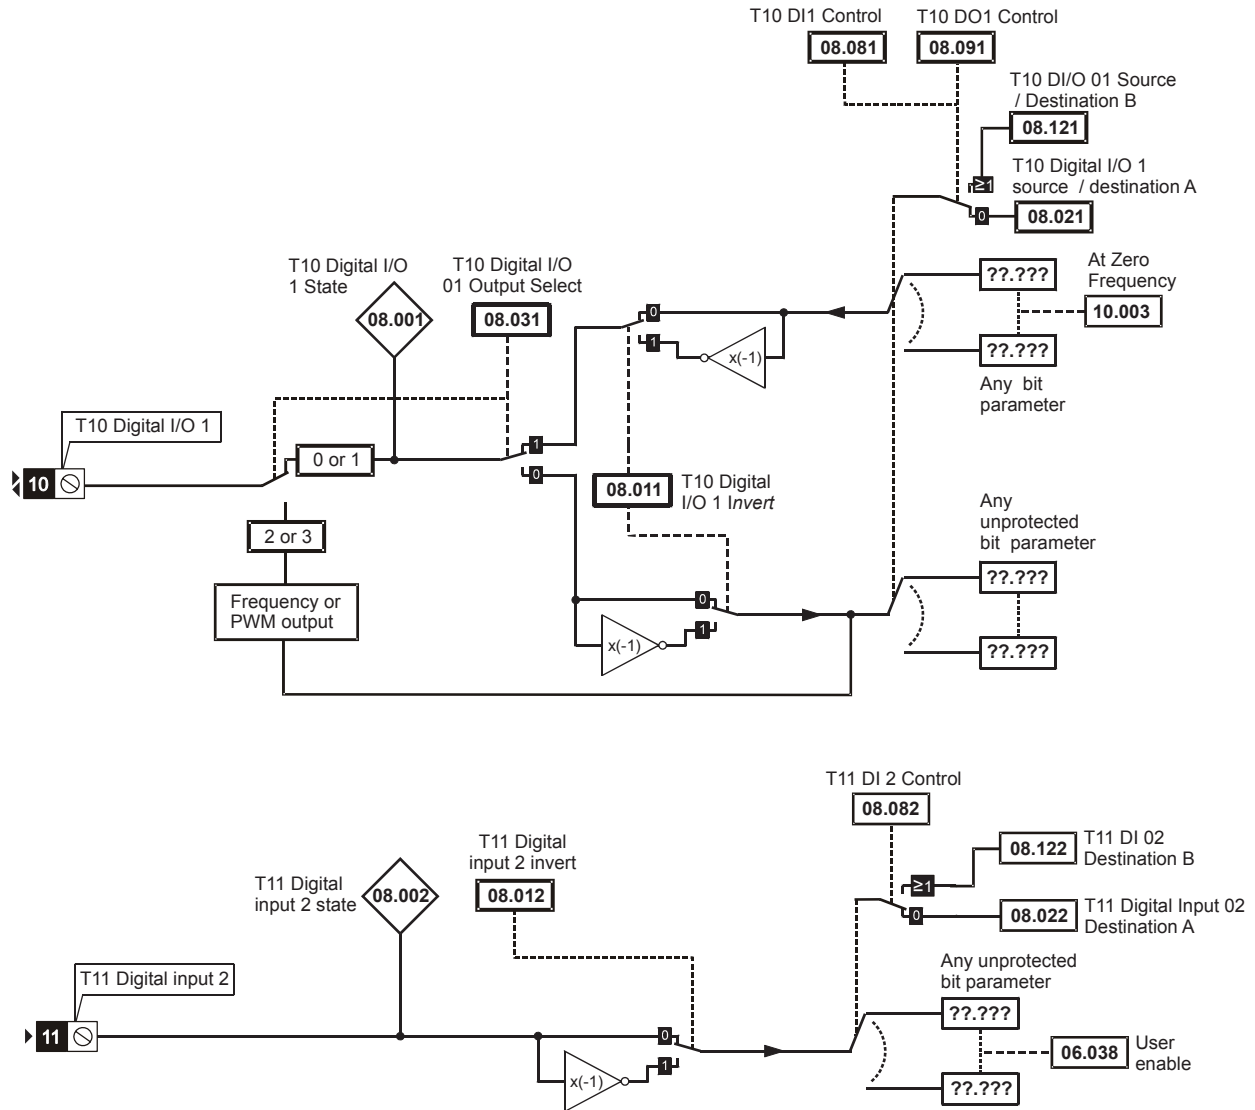 T10 DI1 Control
T10 DO1 Control
08.081
08.091
T10 DI/O 01 Source
/ Destination B
08.121
≥1
T10 Digital I/O 1
source / destination A
0
08.021
T10 Digital I/O
1 State
08.001
T10 Digital I/O
01 Output Select
08.031
0
1
x(-1)
??.???
At Zero
Frequency
10.003
??.???
Any bit
parameter
T10 Digital I/O 1
10
0 or 1
1
0
08.011
T10 Digital
I/O 1 Invert
2 or 3
Frequency or
PWM output
0
1
x(-1)
Any
unprotected
bit parameter
??.???
??.???
T11 DI 2 Control
08.082
≥1
08.122
T11 DI 02
Destination B
0
08.022
T11 Digital Input 02
Destination A
T11 Digital
input 2 state
08.002
T11 Digital
input 2 invert
08.012
T11 Digital input 2
11
0
1
x(-1)
Any unprotected
bit parameter
??.???
06.038
User
enable
??.???